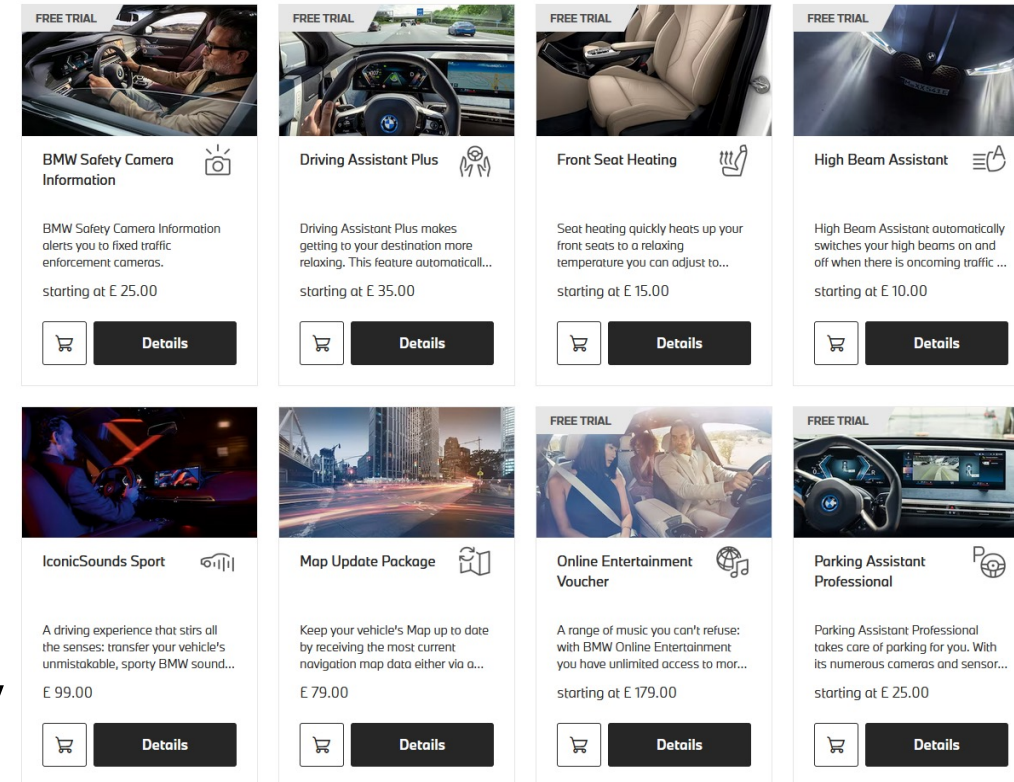 FREE TRIAL
BMW Safety Camera
Information
BMW Safety Camera Information
alerts you to fixed traffic
enforcement cameras.
starting at £ 25.00
Details
FREE TRIAL
Driving Assistant Plus
Driving Assistant Plus makes
getting to your destination more
relaxing. This feature automaticall...
starting at £ 35.00
Details
FREE TRIAL
Front Seat Heating
Seat heating quickly heats up your
front seats to a relaxing
temperature you can adjust to...
starting at £ 15.00
Details
FREE TRIAL
High Beam Assistant
High Beam Assistant automatically
switches your high beams on and
off when there is oncoming traffic ...
starting at £ 10.00
Details
IconicSounds Sport
A driving experience that stirs all
the senses: transfer your vehicle's
unmistakable, sporty BMW sound...
£ 99.00
Details
Map Update Package
Keep your vehicle's Map up to date
by receiving the most current
navigation map data either via a...
£ 79.00
Details
FREE TRIAL
Online Entertainment
Voucher
A range of music you can't refuse:
with BMW Online Entertainment
you have unlimited access to mor...
starting at £ 179.00
Details
FREE TRIAL
Parking Assistant
Professional
Parking Assistant Professional
takes care of parking for you. With
its numerous cameras and sensor...
starting at £ 25.00
Details